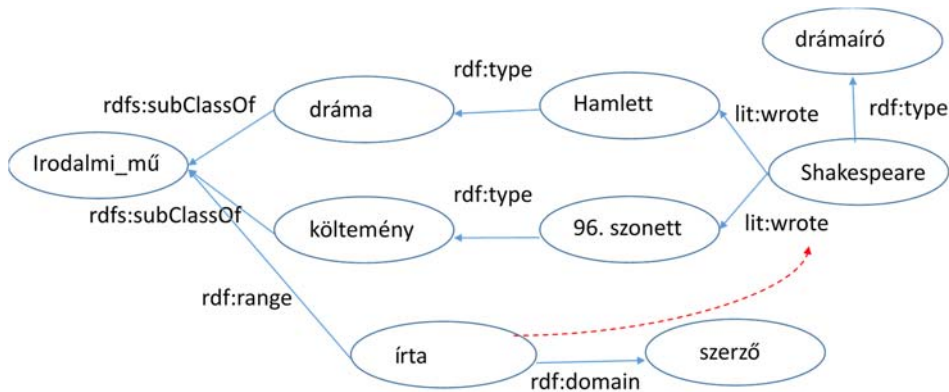 drámaíró
rdf:type
rdfs:subClassOf
dráma
Hamlett
rdf:type
lit:wrote
Irodalmi_mű
Shakespeare
rdf:type
rdfs:subClassOf
költemény
96. szonett
lit:wrote
rdf:range
írta
szerző
rdf:domain